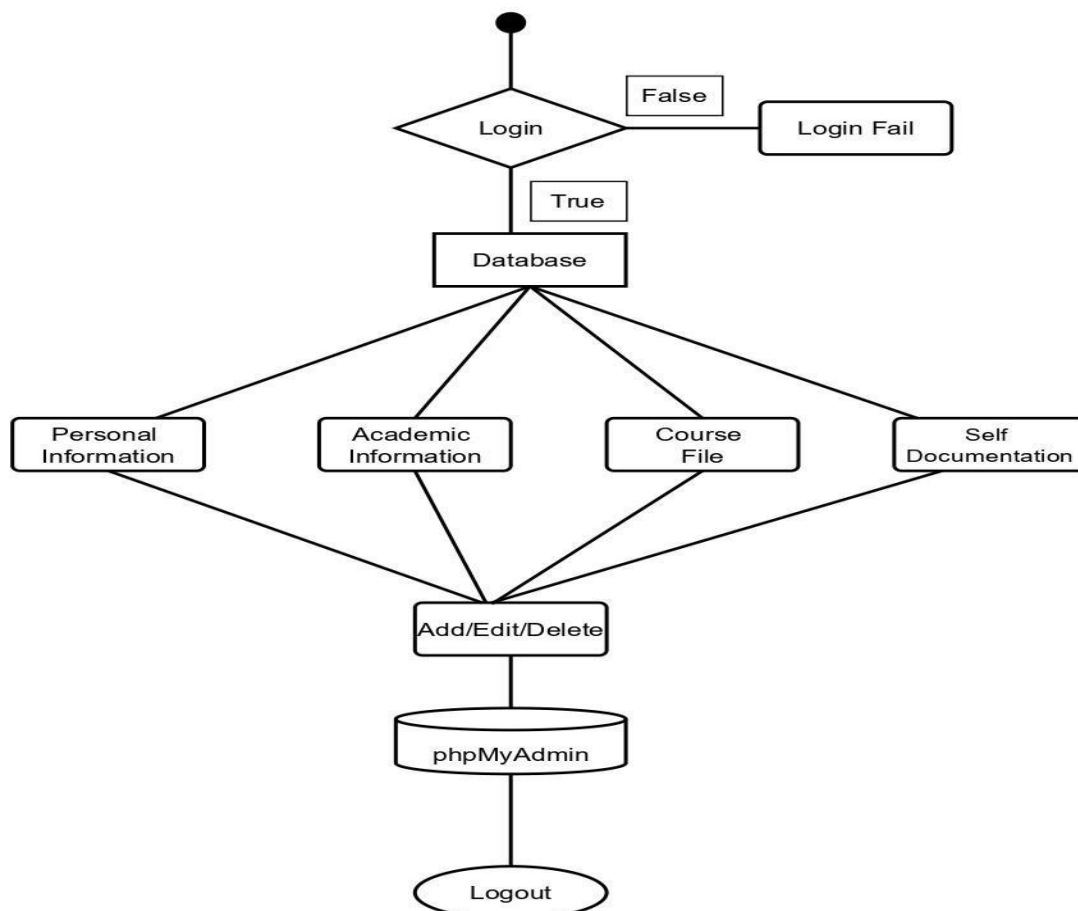 False
Login
Login Fail
True
Database
Personal
Information
Academic
Information
Course
File
Self
Documentation
Add/Edit/Delete
phpMyAdmin
Logout